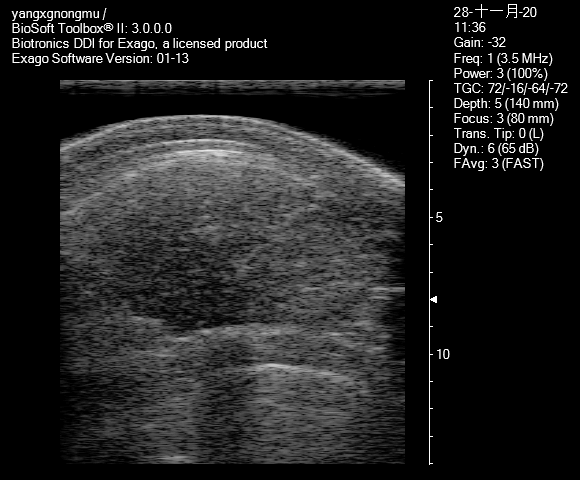 yangxgnongmu /
BioSoft Toolbox® II: 3.0.0.0
Biotronics DDI for Exago, a licensed product
Exago Software Version: 01-13
28-十一月-20
11:36
Gain: -32
Freq: 1 (3.5 MHz)
Power: 3 (100%)
TGC: 72/-16/-64/-72
Depth: 5 (140 mm)
Focus: 3 (80 mm)
Trans. Tip: 0 (L)
Dyn.: 6 (65 dB)
FAvg: 3 (FAST)
5
10